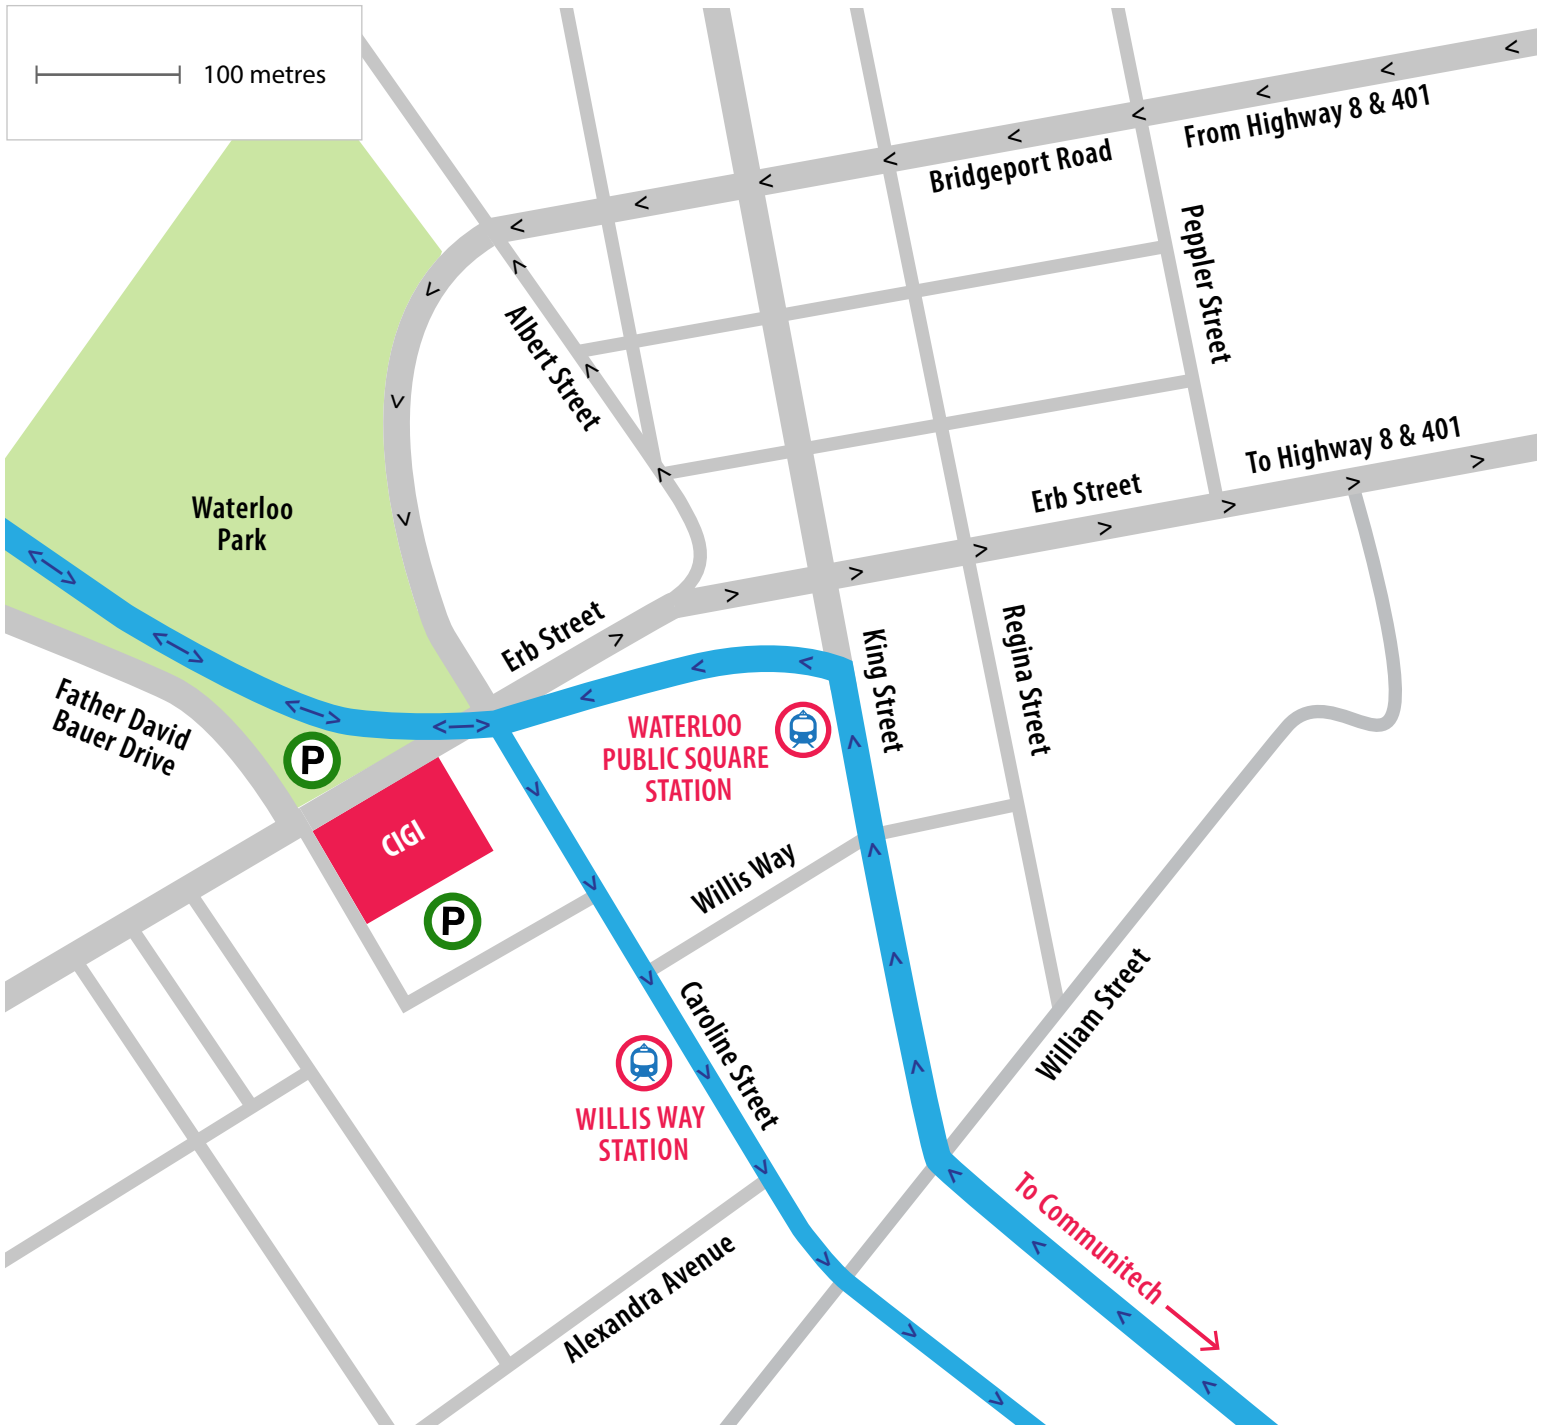 100 metres
From Highway 8 & 401
Bridgeport Road
Peppler Street
Albert Street
To Highway 8 & 401
Erb Street
Waterloo
Park
Erb Street
King Street
Regina Street
Father David
Bauer Drive
P
WATERLOO
PUBLIC SQUARE
STATION
CIGI
Willis Way
P
Caroline Street
William Street
WILLIS WAY
STATION
To Communitech
Alexandra Avenue